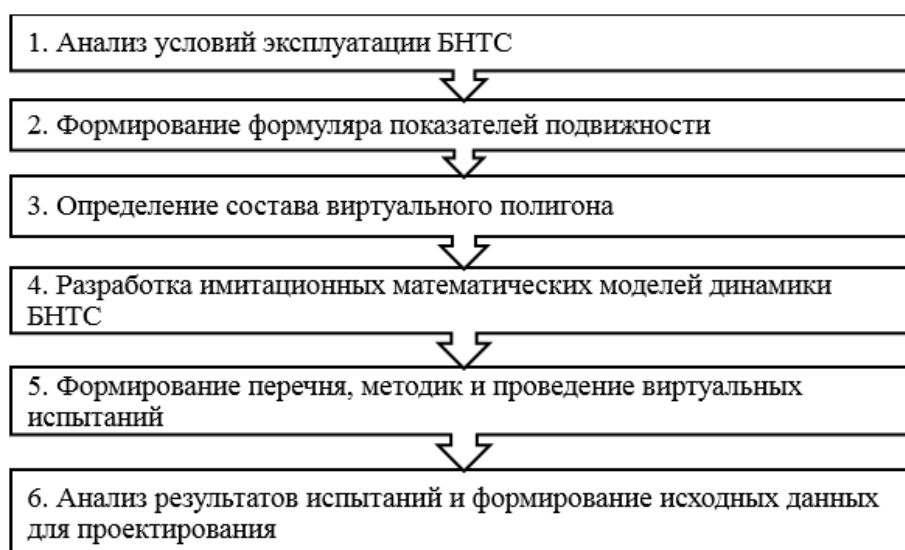 1. Анализ условий эксплуатации БНТС
2. Формирование формуляра показателей подвижности
3. Определение состава виртуального полигона
4. Разработка имитационных математических моделей динамики
БНТС
5. Формирование перечня, методик и проведение виртуальных
испытаний
6. Анализ результатов испытаний и формирование исходных данных
для проектирования